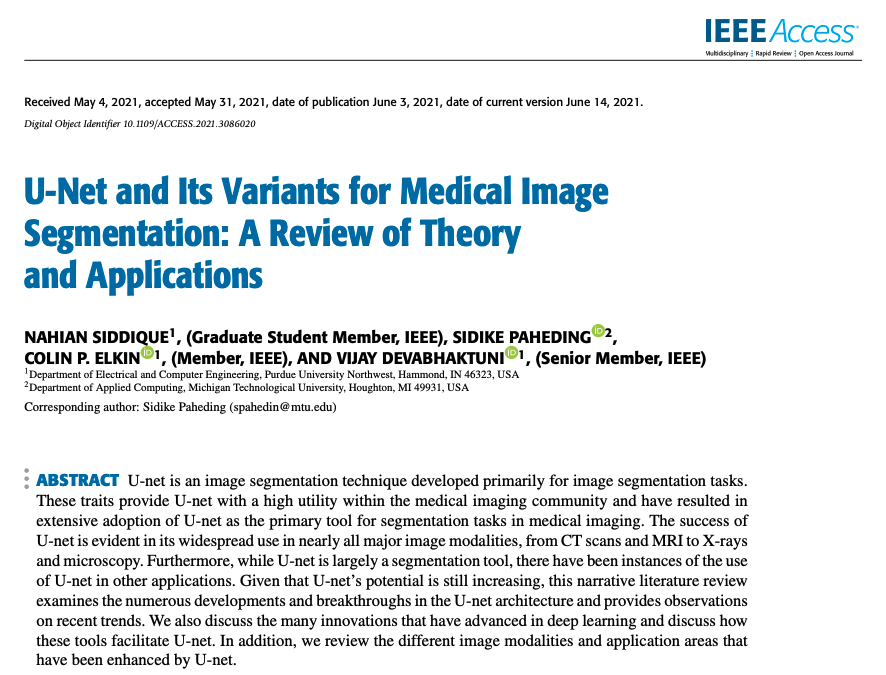 IEEE Access
Multidisciplinary | Rapid Review | Open Access Journal
Received May 4, 2021, accepted May 31, 2021, date of publication June 3, 2021, date of current version June 14, 2021.
Digital Object Identifier 10.1109/ACCESS.2021.3086020
U-Net and Its Variants for Medical Image
Segmentation: A Review of Theory
and Applications
NAHIAN SIDDIQUE1, (Graduate Student Member, IEEE), SIDIKE PAHEDING iD 2,
COLIN P. ELKIN iD 1, (Member, IEEE), AND VIJAY DEVABHAKTUNI iD 1, (Senior Member, IEEE)
1Department of Electrical and Computer Engineering, Purdue University Northwest, Hammond, IN 46323, USA
2Department of Applied Computing, Michigan Technological University, Houghton, MI 49931, USA
Corresponding author: Sidike Paheding (spahedin@mtu.edu)
ABSTRACT U-net is an image segmentation technique developed primarily for image segmentation tasks.
These traits provide U-net with a high utility within the medical imaging community and have resulted in
extensive adoption of U-net as the primary tool for segmentation tasks in medical imaging. The success of
U-net is evident in its widespread use in nearly all major image modalities, from CT scans and MRI to X-rays
and microscopy. Furthermore, while U-net is largely a segmentation tool, there have been instances of the use
of U-net in other applications. Given that U-net's potential is still increasing, this narrative literature review
examines the numerous developments and breakthroughs in the U-net architecture and provides observations
on recent trends. We also discuss the many innovations that have advanced in deep learning and discuss how
these tools facilitate U-net. In addition, we review the different image modalities and application areas that
have been enhanced by U-net.